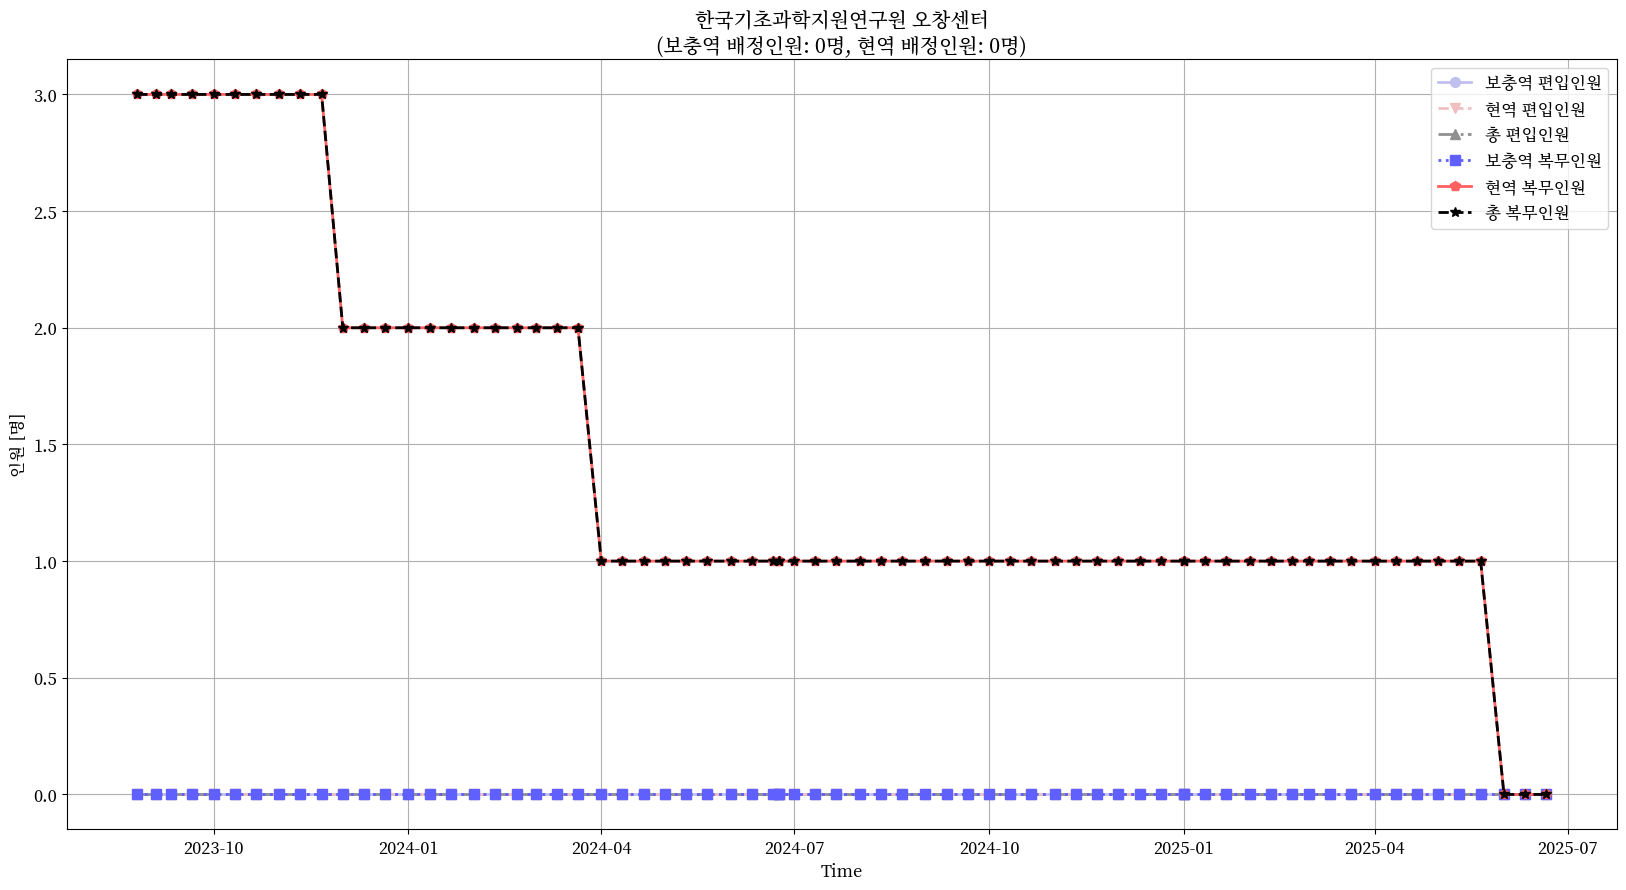 한국기초과학지원연구원 오창센터
(보충역 배정인원: 0명, 현역 배정인원: 0명)
보충역 편입인원
현역 편입인원
총 편입인원
보충역 복무인원
현역 복무인원
총 복무인원
인원 [명]
3.0
2.5
2.0
1.5
1.0
0.5
0.0
2023-10
2024-01
2024-04
2024-07
2024-10
2025-01
2025-04
2025-07
Time